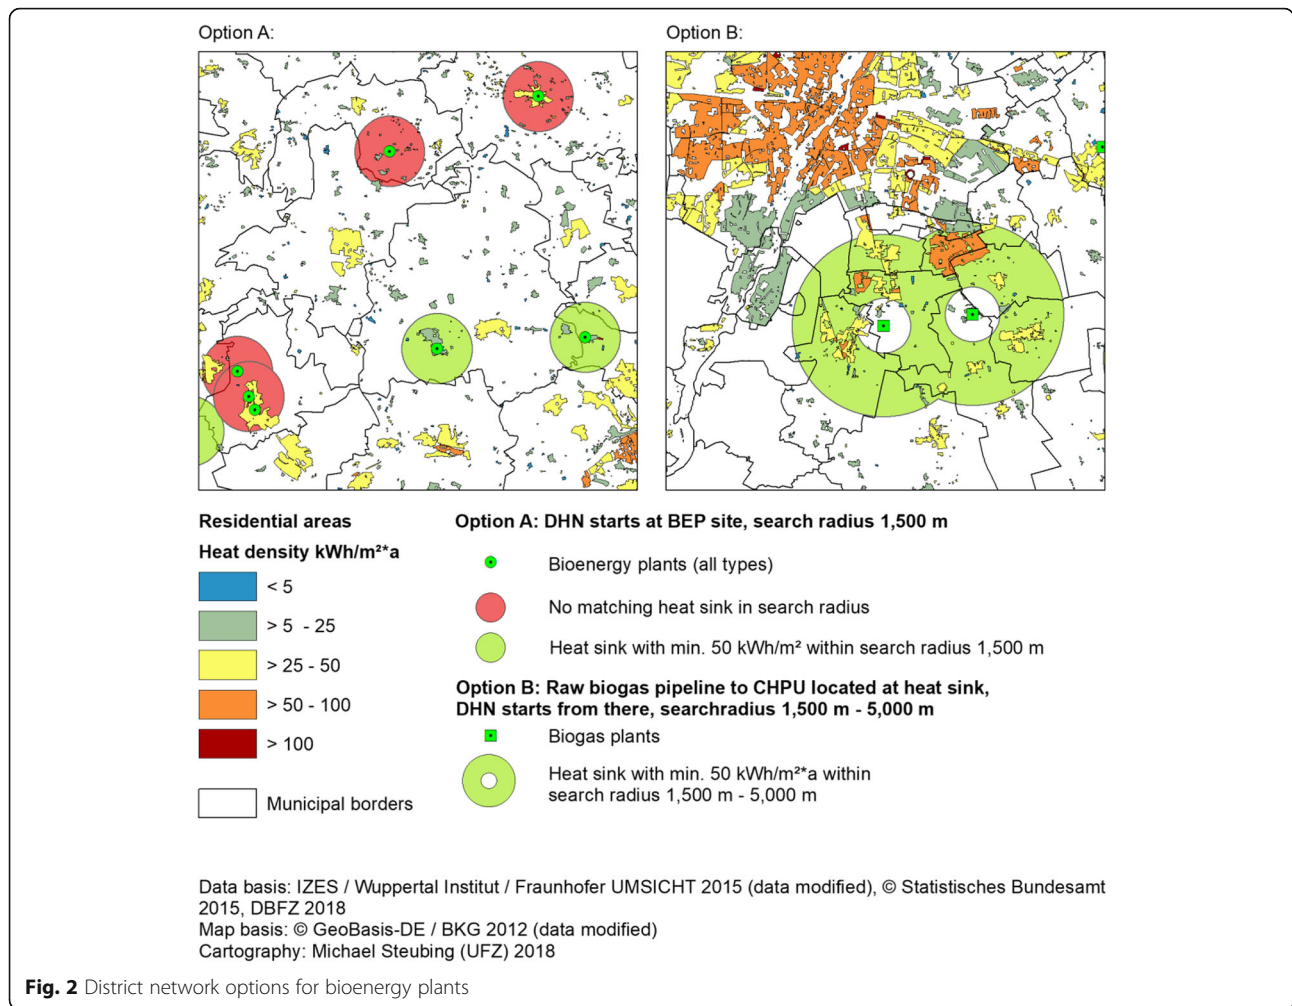 Option A:
Option B:
Residential areas
Heat density kWh/m²*a
< 5
> 5 - 25
> 25 - 50
> 50 - 100
> 100
Municipal borders
Option A: DHN starts at BEP site, search radius 1,500 m
Bioenergy plants (all types)
No matching heat sink in search radius
Heat sink with min. 50 kWh/m² within search radius 1,500 m
Option B: Raw biogas pipeline to CHPU located at heat sink,
DHN starts from there, searchradius 1,500 m - 5,000 m
Biogas plants
Heat sink with min. 50 kWh/m²*a within
search radius 1,500 m - 5,000 m
Data basis: IZES / Wuppertal Institut / Fraunhofer UMSICHT 2015 (data modified), © Statistisches Bundesamt
2015, DBFZ 2018
Map basis: © GeoBasis-DE / BKG 2012 (data modified)
Cartography: Michael Steubing (UFZ) 2018
Fig. 2 District network options for bioenergy plants